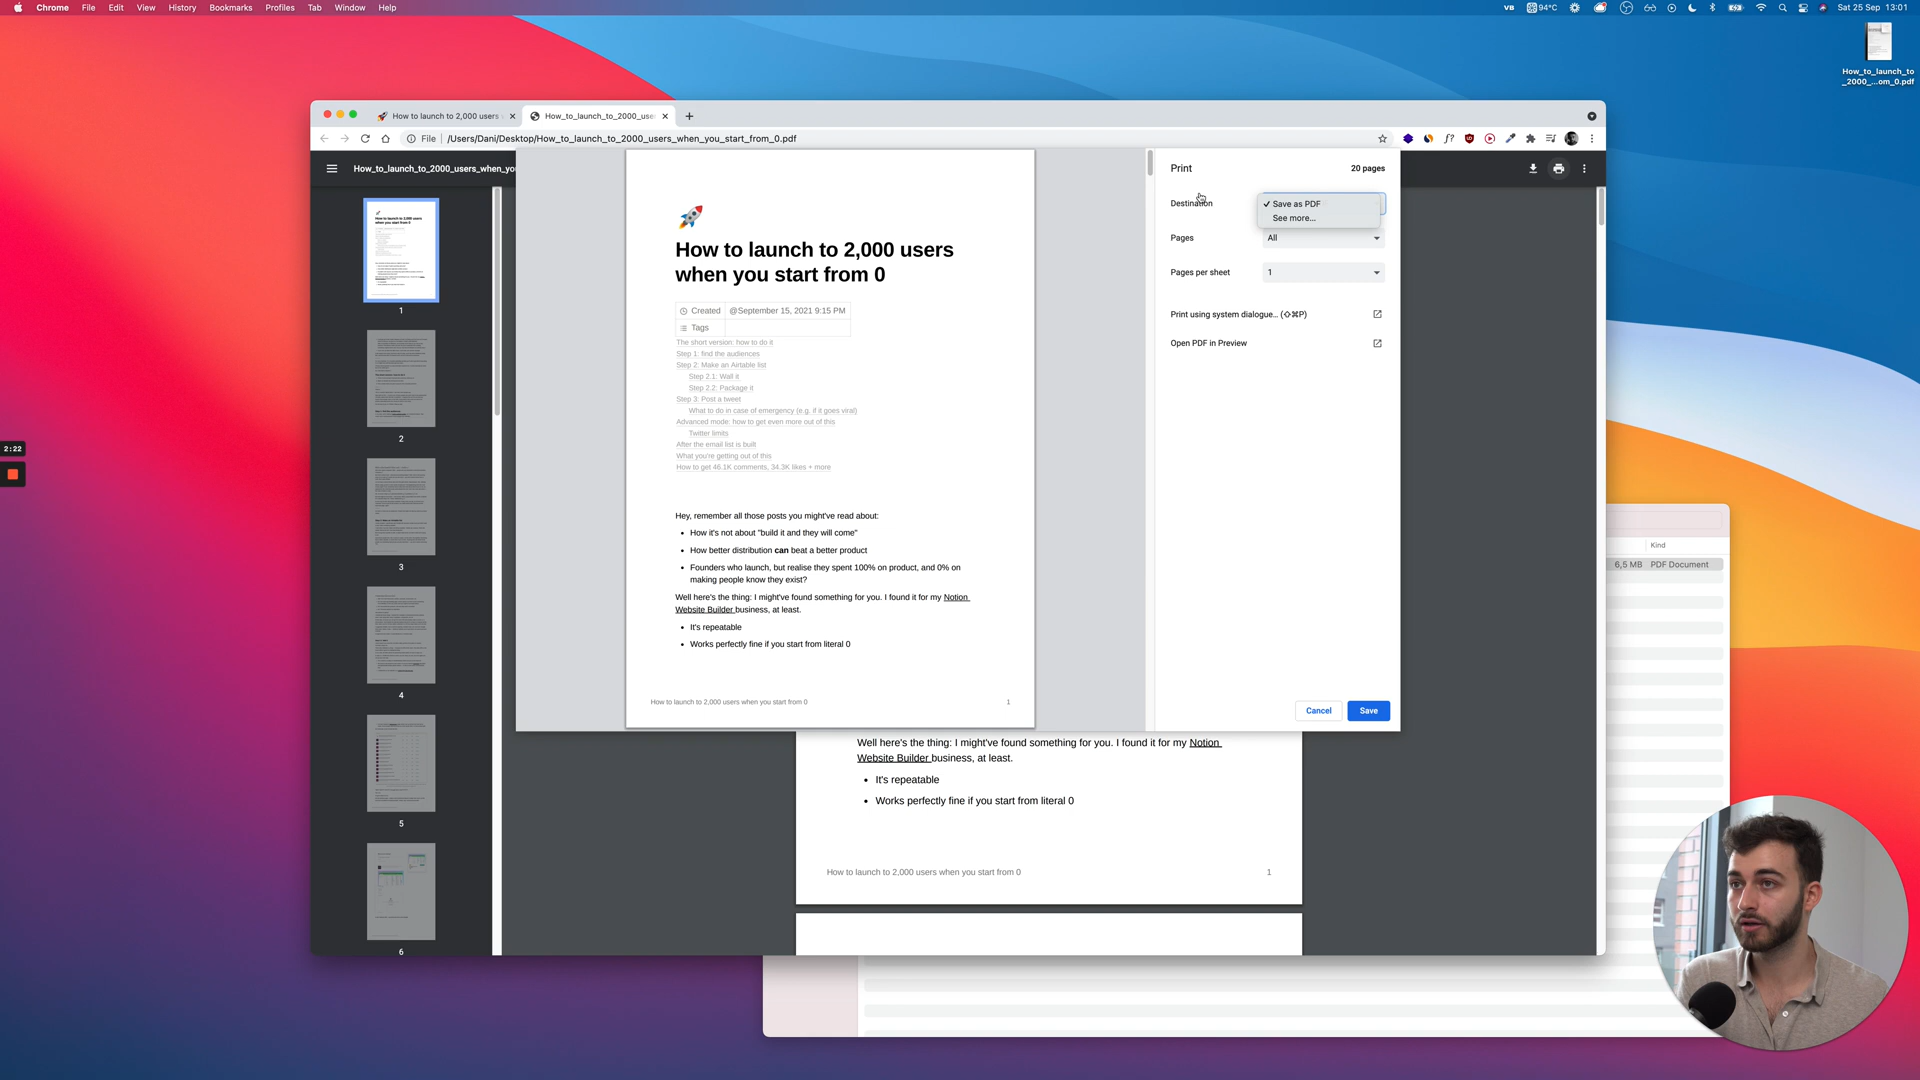 Chrome File Edit View History Bookmarks Profiles Tab Window Help
VB 94°C Sat 25 Sep 13:01
How_to_launch_to
_2000_...om_0.pdf
How to launch to 2,000 users
How_to_launch_to_2000_use
File /Users/Dani/Desktop/How_to_launch_to_2000_users_when_you_start_from_0.pdf
How_to_launch_to_2000_users_when_yo
1
2
3
4
5
6
2:22
How to launch to 2,000 users
when you start from 0
Created @September 15, 2021 9:15 PM
Tags
The short version: how to do it
Step 1: find the audiences
Step 2: Make an Airtable list
Step 2.1: Wall it
Step 2.2: Package it
Step 3: Post a tweet
What to do in case of emergency (e.g. if it goes viral)
Advanced mode: how to get even more out of this
Twitter limits
After the email list is built
What you're getting out of this
How to get 46.1K comments, 34.3K likes + more
Hey, remember all those posts you might've read about:
• How it's not about "build it and they will come"
• How better distribution can beat a better product
• Founders who launch, but realise they spent 100% on product, and 0% on
making people know they exist?
Well here's the thing: I might've found something for you. I found it for my Notion
Website Builder business, at least.
• It's repeatable
• Works perfectly fine if you start from literal 0
How to launch to 2,000 users when you start from 0 1
Print 20 pages
Destination
✓ Save as PDF
See more...
Pages All
Pages per sheet 1
Print using system dialogue... (⇧⌘P)
Open PDF in Preview
Cancel Save
Well here's the thing: I might've found something for you. I found it for my Notion
Website Builder business, at least.
• It's repeatable
• Works perfectly fine if you start from literal 0
How to launch to 2,000 users when you start from 0 1
Kind
6,5 MB PDF Document